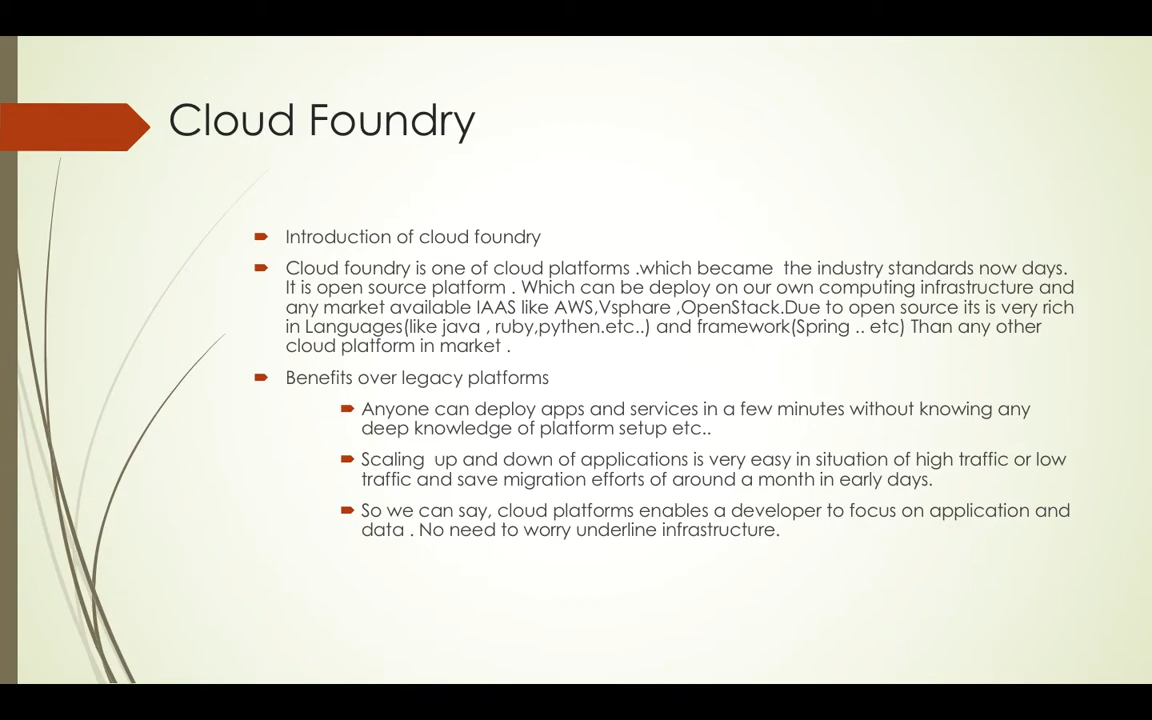 Cloud Foundry
Introduction of cloud foundry
Cloud foundry is one of cloud platforms .which became  the industry standards now days.
It is open source platform . Which can be deploy on our own computing infrastructure and
any market available IAAS like AWS,Vsphare ,OpenStack.Due to open source its is very rich
in Languages(like java , ruby,pythen.etc..) and framework(Spring .. etc) Than any other
cloud platform in market .
Benefits over legacy platforms
Anyone can deploy apps and services in a few minutes without knowing any
deep knowledge of platform setup etc..
Scaling  up and down of applications is very easy in situation of high traffic or low
traffic and save migration efforts of around a month in early days.
So we can say, cloud platforms enables a developer to focus on application and
data . No need to worry underline infrastructure.